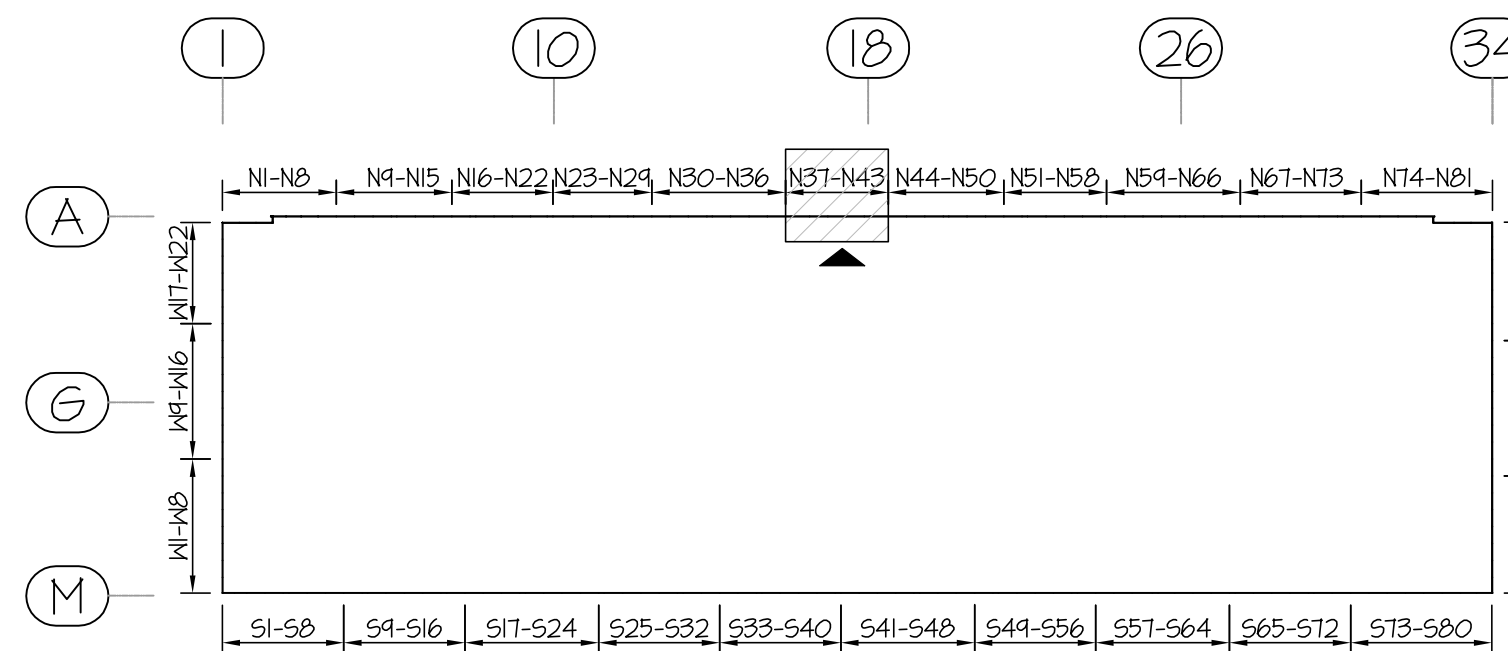 1 10 18 26 34
N1-N8 N9-N15 N16-N22 N23-N29 N30-N36 N37-N43 N44-N50 N51-N58 N59-N66 N67-N73 N74-N81
A
W17-W22
G
W9-W16
W1-W8
M
S1-S8 S9-S16 S17-S24 S25-S32 S33-S40 S41-S48 S49-S56 S57-S64 S65-S72 S73-S80